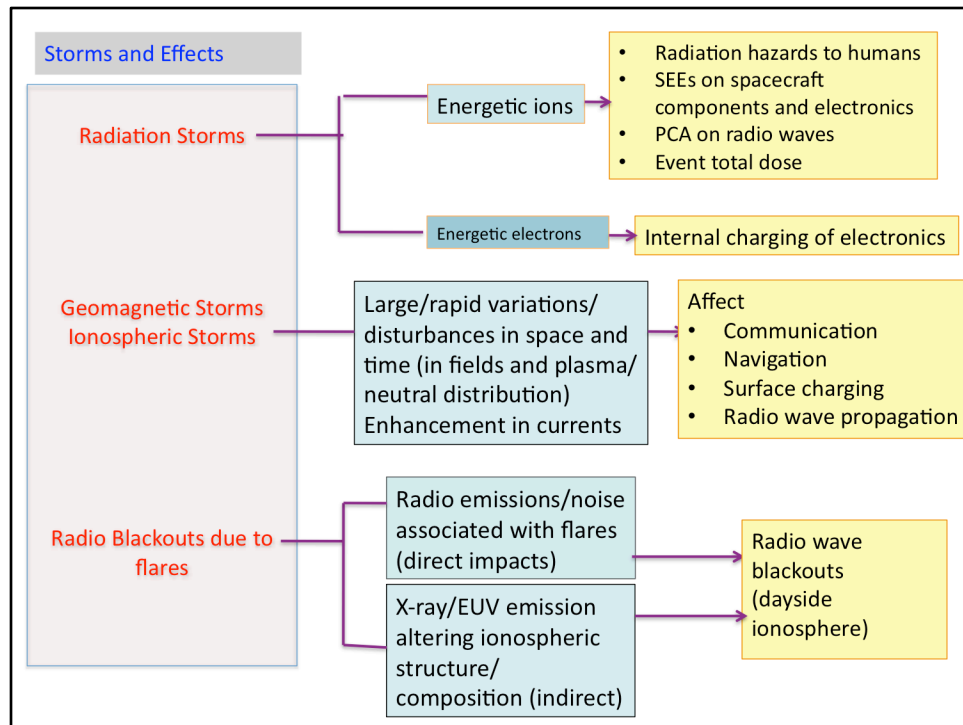 Storms and Effects
Radiation Storms
Energetic ions
• Radiation hazards to humans
• SEEs on spacecraft
components and electronics
• PCA on radio waves
• Event total dose
Energetic electrons
Internal charging of electronics
Geomagnetic Storms
Ionospheric Storms
Large/rapid variations/
disturbances in space and
time (in fields and plasma/
neutral distribution)
Enhancement in currents
Affect
• Communication
• Navigation
• Surface charging
• Radio wave propagation
Radio Blackouts due to
flares
Radio emissions/noise
associated with flares
(direct impacts)
X-ray/EUV emission
altering ionospheric
structure/
composition (indirect)
Radio wave
blackouts
(dayside
ionosphere)